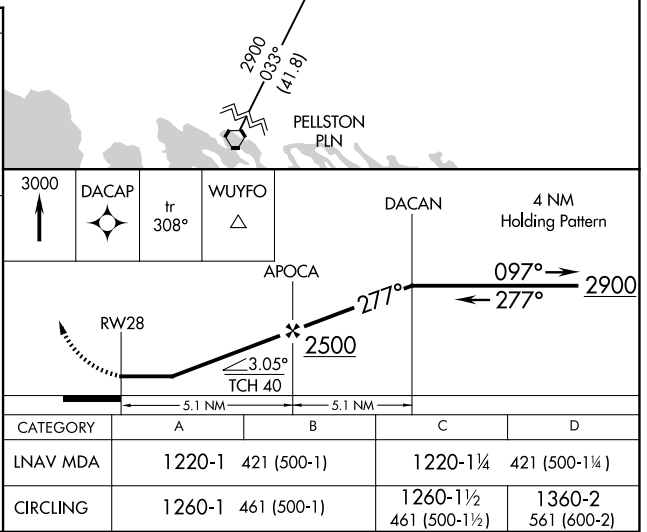 2900
033°
(41.8)
PELLSTON
PLN
3000
DACAP
tr
308°
WUYFO
DACAN
4 NM
Holding Pattern
APOCA
277°
097°
277°
2900
RW28
2500
3.05°
TCH 40
5.1 NM
5.1 NM
CATEGORY A B C D
LNAV MDA 1220-1 421 (500-1) 1220-1¼ 421 (500-1¼)
CIRCLING 1260-1 461 (500-1) 1260-1½ 461 (500-1½) 1360-2 561 (600-2)